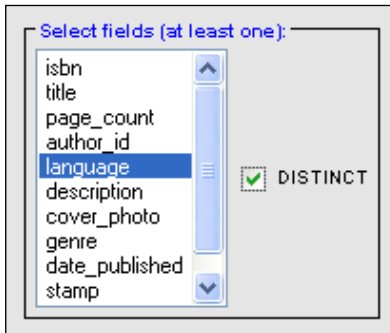 Select fields (at least one):
isbn
title
page_count
author_id
language
description
cover_photo
genre
date_published
stamp
DISTINCT